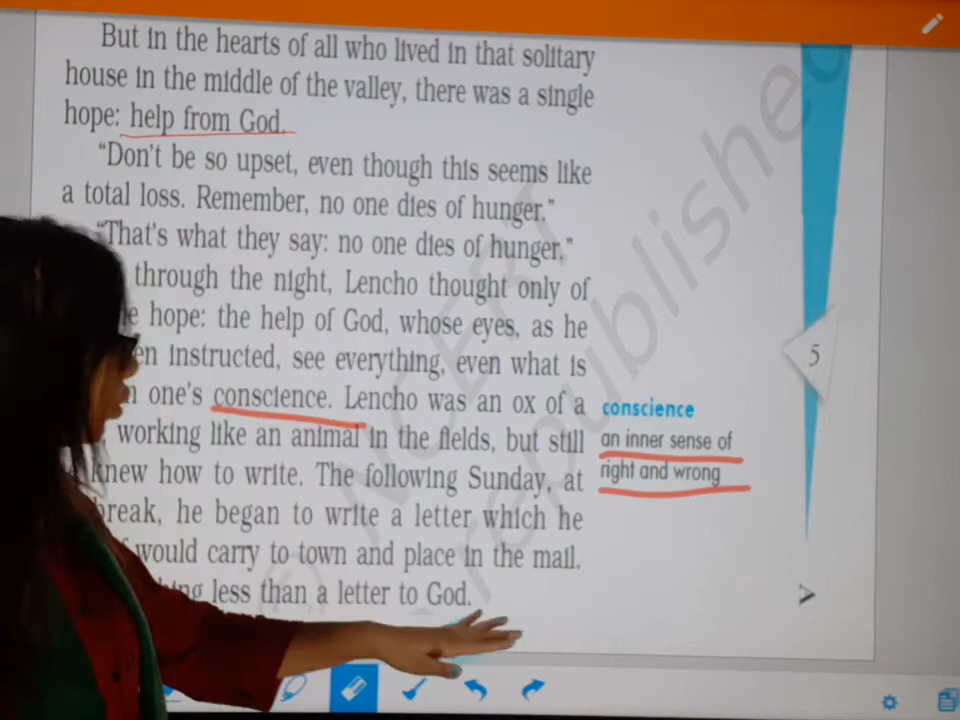 But in the hearts of all who lived in that solitary
house in the middle of the valley, there was a single
hope: help from God.
“Don’t be so upset, even though this seems like
a total loss. Remember, no one dies of hunger.”
“That’s what they say: no one dies of hunger.”
through the night, Lencho thought only of
hope: the help of God, whose eyes, as he
instructed, see everything, even what is
one’s conscience. Lencho was an ox of a
working like an animal in the fields, but still
knew how to write. The following Sunday, at
break, he began to write a letter which he
would carry to town and place in the mail.
less than a letter to God.
conscience
an inner sense of
right and wrong
5
© NCERT
republished